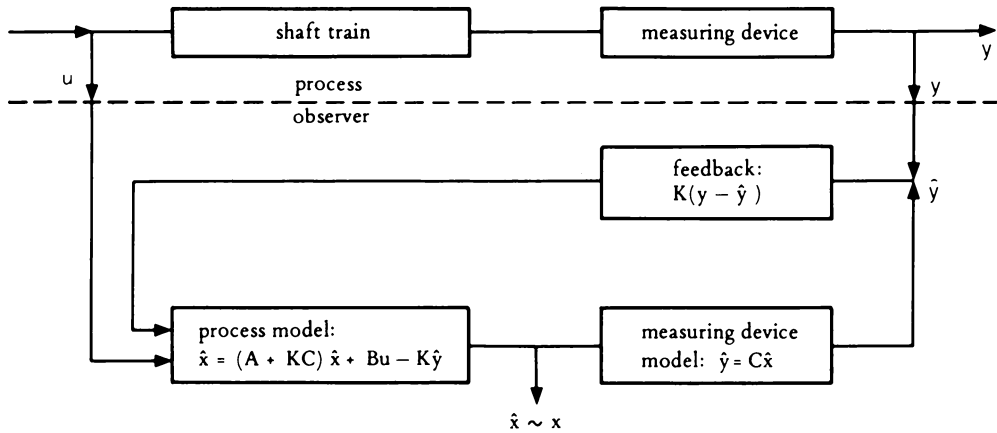 shaft train
measuring device
y
u
process
y
observer
feedback:
K(y – ŷ )
ŷ
process model:
x̂ = (A + KC) x̂ + Bu – Kŷ
measuring device
model: ŷ = Cx̂
x̂ ~ x